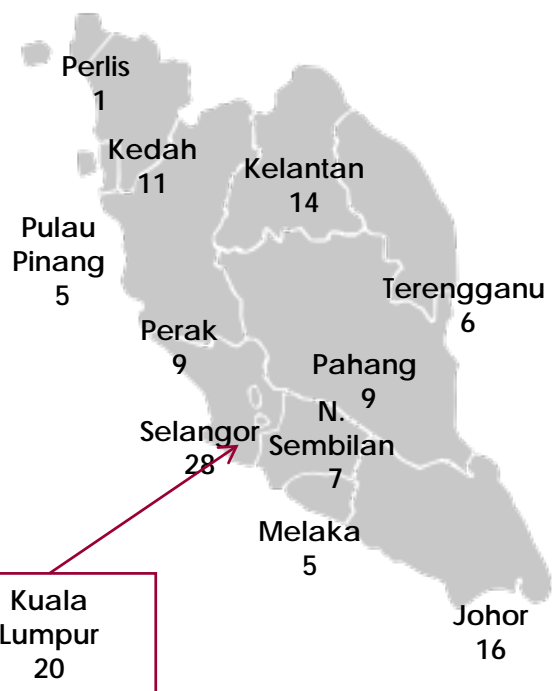 Perlis
1
Kedah
11
Kelantan
14
Pulau
Pinang
5
Terengganu
6
Perak
9
Pahang
9
Selangor
28
N.
Sembilan
7
Melaka
5
Kuala
Lumpur
20
Johor
16